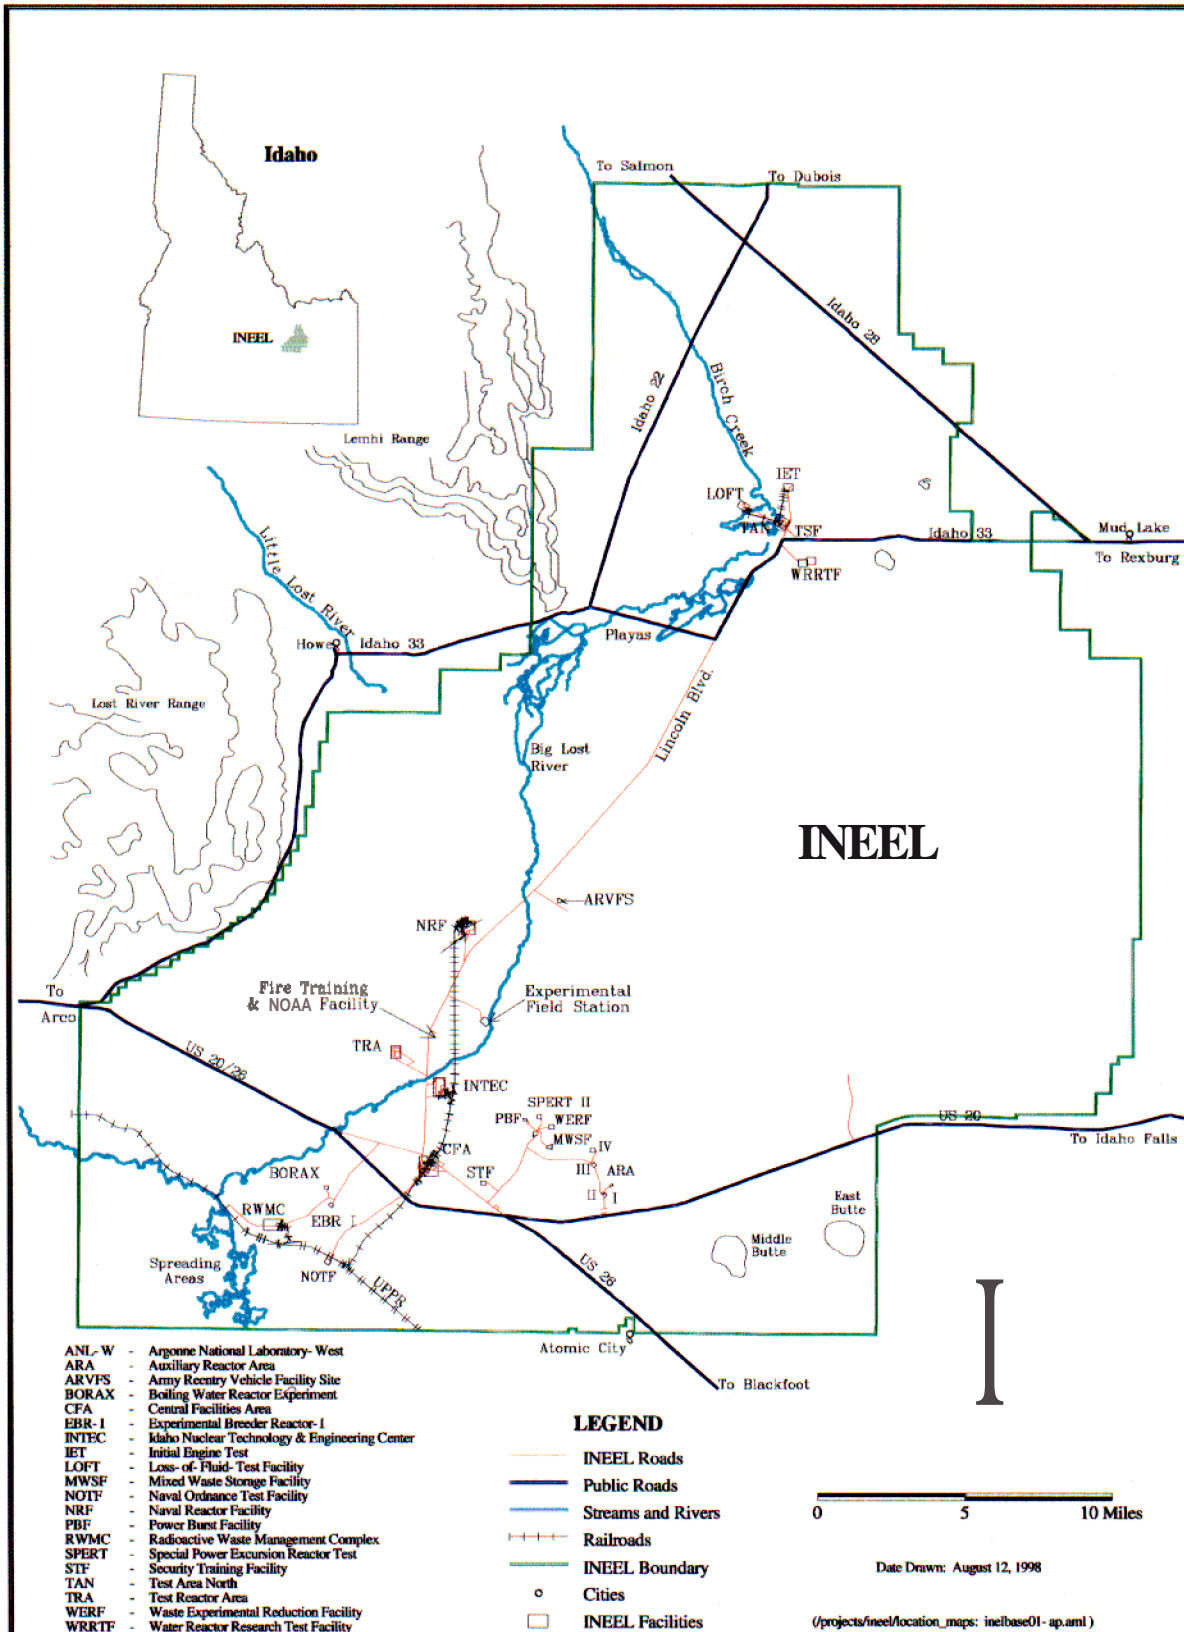 Idaho
INEEL
To Salmon
To Dubois
Idaho 28
Idaho 22
Birch Creek
Lemhi Range
IET
LOFT
TAN
TSF
Idaho 33
Mud Lake
To Rexburg
WRRTF
Little Lost River
Howe
Idaho 33
Playas
Lincoln Blvd.
Lost River Range
Big Lost
River
INEEL
ARVFS
NRF
To
Arco
Fire Training
& NOAA Facility
Experimental
Field Station
US 20/26
TRA
INTEC
SPERT II
PBF
WERF
MWSF
IV
III
ARA
II
I
CFA
STF
US 20
To Idaho Falls
BORAX
RWMC
EBR I
NOTF
Spreading
Areas
UPPR
US 26
East
Butte
Middle
Butte
Atomic City
To Blackfoot
I
ANL-W - Argonne National Laboratory-West
ARA - Auxiliary Reactor Area
ARVFS - Army Reentry Vehicle Facility Site
BORAX - Boiling Water Reactor Experiment
CFA - Central Facilities Area
EBR-1 - Experimental Breeder Reactor-1
INTEC - Idaho Nuclear Technology & Engineering Center
IET - Initial Engine Test
LOFT - Loss-of-Fluid-Test Facility
MWSF - Mixed Waste Storage Facility
NOTF - Naval Ordnance Test Facility
NRF - Naval Reactor Facility
PBF - Power Burst Facility
RWMC - Radioactive Waste Management Complex
SPERT - Special Power Excursion Reactor Test
STF - Security Training Facility
TAN - Test Area North
TRA - Test Reactor Area
WERF - Waste Experimental Reduction Facility
WRRTF - Water Reactor Research Test Facility
LEGEND
INEEL Roads
Public Roads
Streams and Rivers
Railroads
INEEL Boundary
Cities
INEEL Facilities
0 5 10 Miles
Date Drawn: August 12, 1998
(/projects/ineel/location_maps: inelbase01-ap.aml )